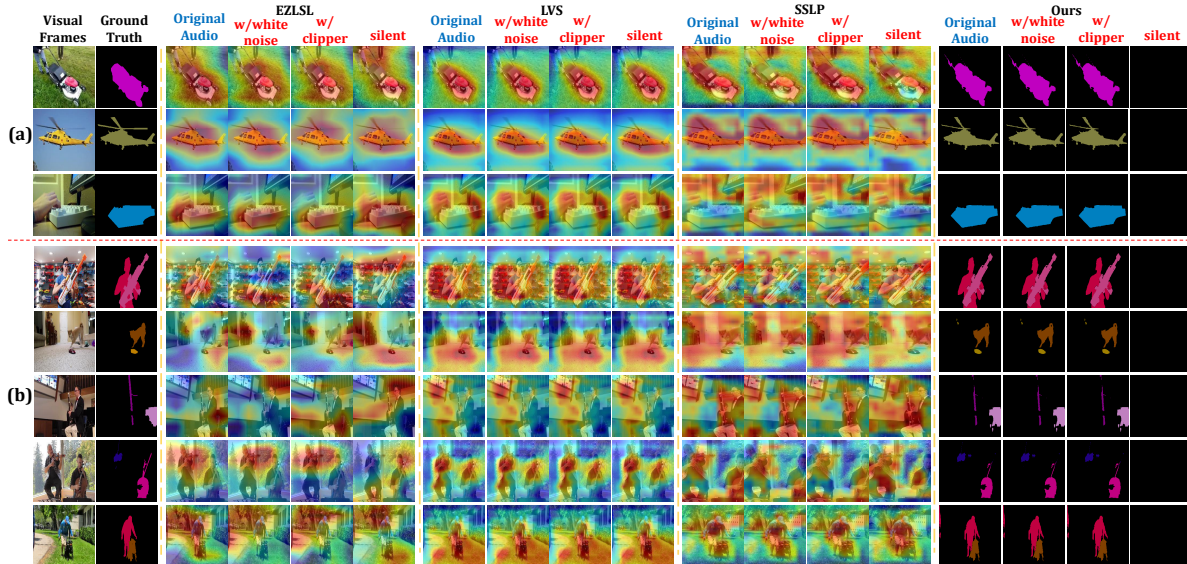 Visual Frames
Ground Truth
EZLSL
Original Audio
w/white noise
w/ clipper
silent
LVS
Original Audio
w/white noise
w/ clipper
silent
SSLP
Original Audio
w/white noise
w/ clipper
silent
Ours
Original Audio
w/white noise
w/ clipper
silent
(a)
(b)